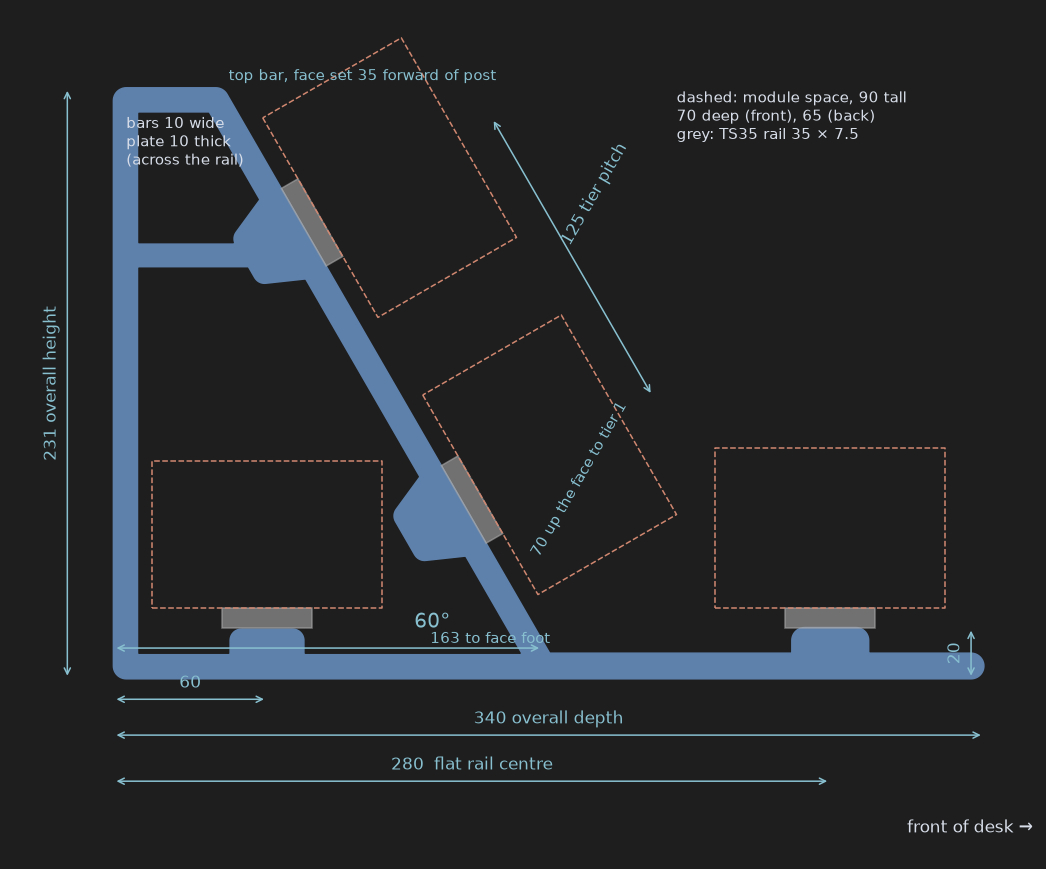 top bar, face set 35 forward of post
dashed: module space, 90 tall
70 deep (front), 65 (back)
grey: TS35 rail 35 × 7.5
bars 10 wide
plate 10 thick
(across the rail)
125 tier pitch
231 overall height
70 up the face to tier 1
60°
163 to face foot
20
60
340 overall depth
280 flat rail centre
front of desk →